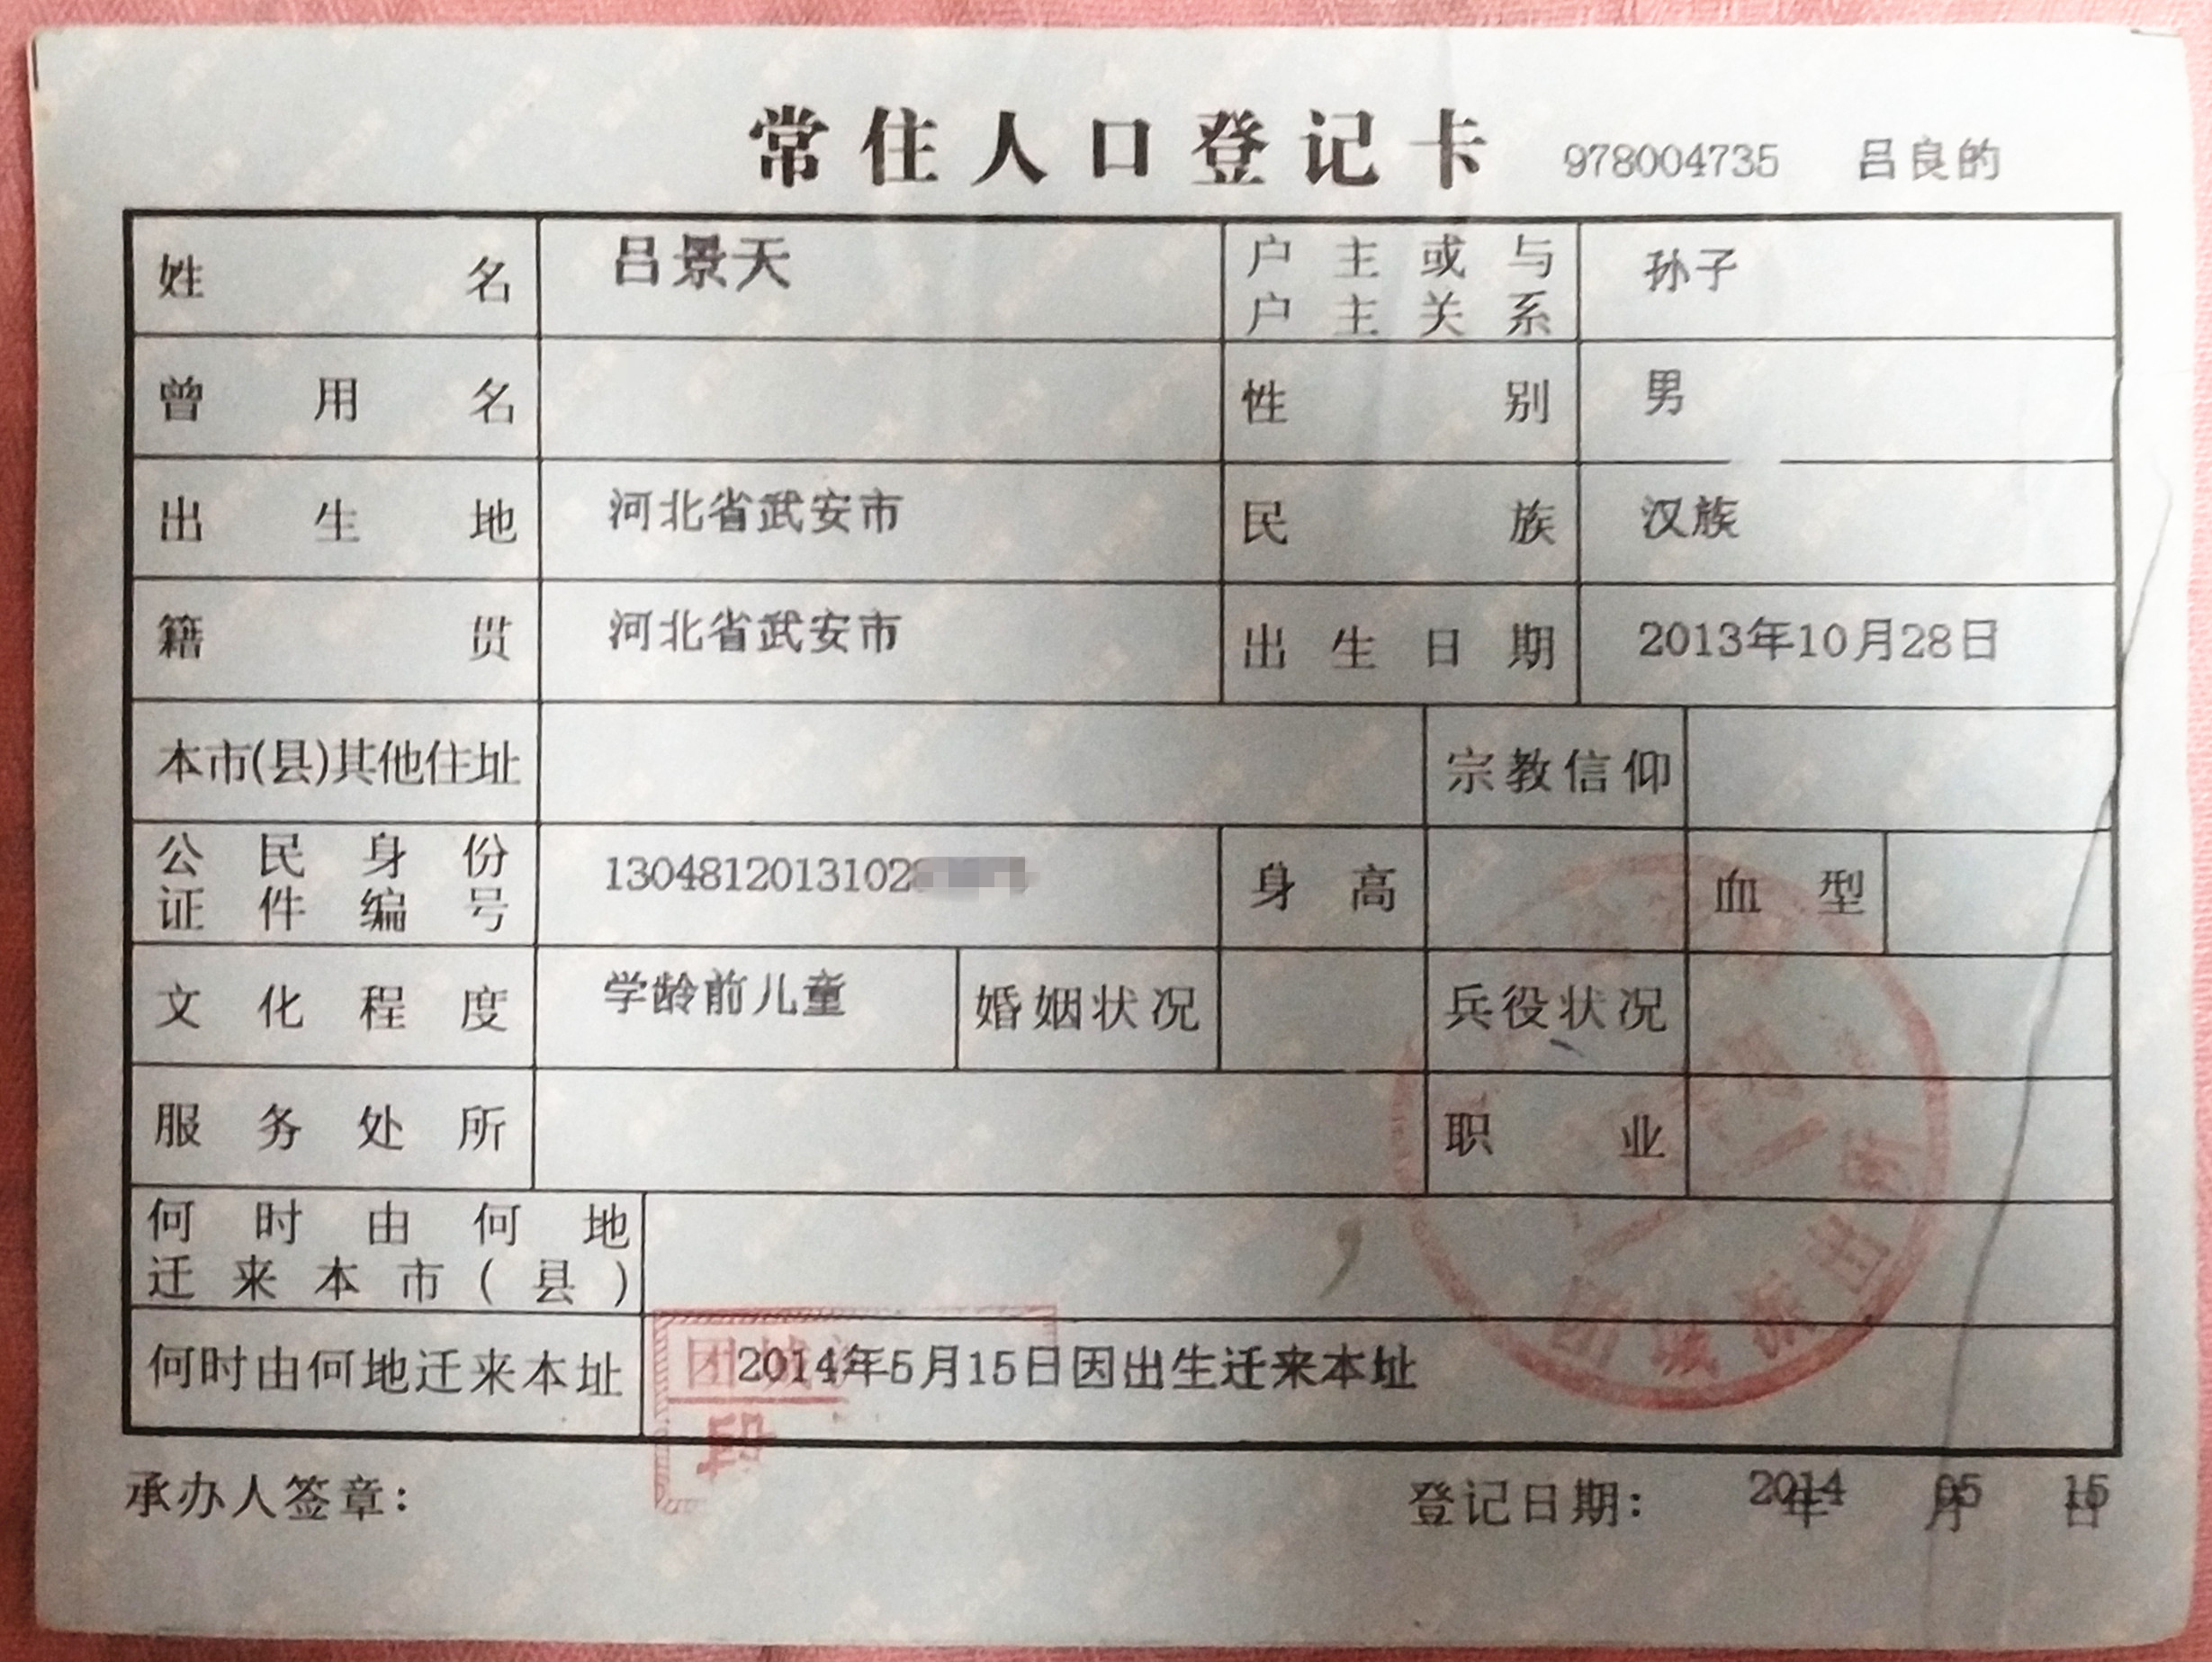 常住人口登记卡 978004735 吕良的
姓名 吕景天 户主或与户主关系 孙子
曾用名 性别 男
出生地 河北省武安市 民族 汉族
籍贯 河北省武安市 出生日期 2013年10月28日
本市(县)其他住址 宗教信仰
公民身份证件编号 1304812013102 身高 血型
文化程度 学龄前儿童 婚姻状况 兵役状况
服务处所 职业
何时由何地迁来本市(县)
何时由何地迁来本址 2014年5月15日因出生迁来本址
团城派出所
承办人签章: 登记日期: 2014年05月15日